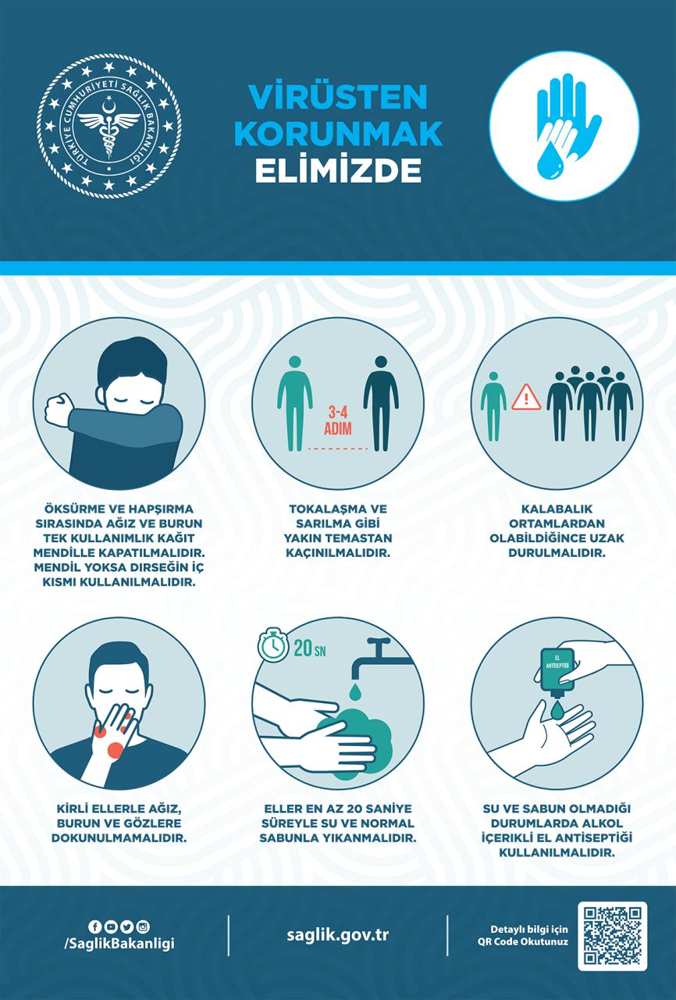 TÜRKİYE CUMHURİYETİ SAĞLIK BAKANLIĞI
VİRÜSTEN
KORUNMAK
ELİMİZDE
3-4
ADIM
ÖKSÜRME VE HAPŞIRMA
SIRASINDA AĞIZ VE BURUN
TEK KULLANIMLIK KAĞIT
MENDİLLE KAPATILMALIDIR.
MENDİL YOKSA DIRSEĞİN İÇ
KISMI KULLANILMALIDIR.
TOKALAŞMA VE
SARILMA GİBİ
YAKIN TEMASTAN
KAÇINILMALIDIR.
KALABALIK
ORTAMLARDAN
OLABİLDİĞİNCE UZAK
DURULMALIDIR.
20 SN
EL
ANTİSEPTİĞİ
KİRLİ ELLERLE AĞIZ,
BURUN VE GÖZLERE
DOKUNULMAMALIDIR.
ELLER EN AZ 20 SANİYE
SÜREYLE SU VE NORMAL
SABUNLA YIKANMALIDIR.
SU VE SABUN OLMADIĞI
DURUMLARDA ALKOL
İÇERIKLİ EL ANTİSEPTİĞİ
KULLANILMALIDIR.
/SaglikBakanligi
saglik.gov.tr
Detaylı bilgi için
QR Code Okutunuz